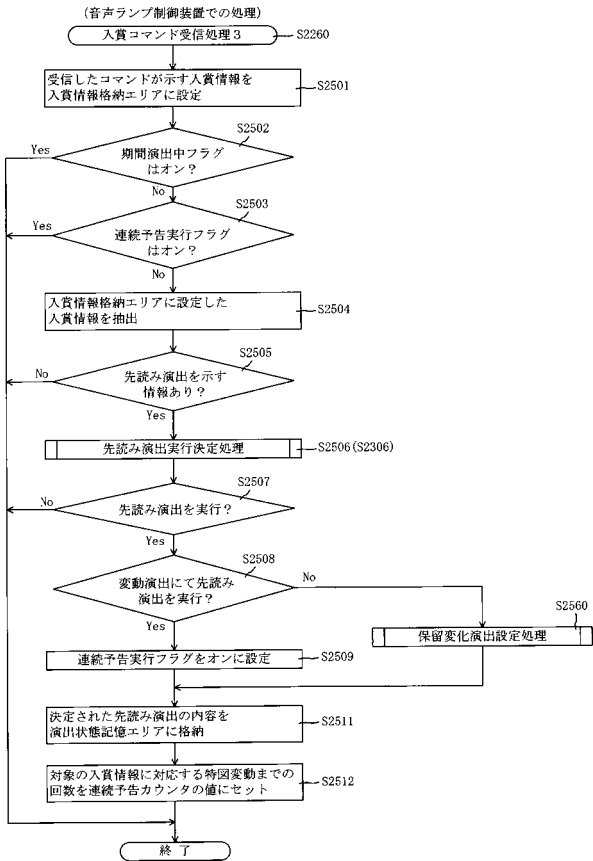 (音声ランプ制御装置での処理)
入賞コマンド受信処理3
S2260
受信したコマンドが示す入賞情報を
入賞情報格納エリアに設定
S2501
S2502
Yes
期間演出中フラグ
はオン？
No
S2503
Yes
連続予告実行フラグ
はオン？
No
入賞情報格納エリアに設定した
入賞情報を抽出
S2504
S2505
No
先読み演出を示す
情報あり？
Yes
先読み演出実行決定処理
S2506(S2306)
S2507
No
先読み演出を実行？
Yes
S2508
変動演出にて先読み
演出を実行？
No
Yes
S2560
保留変化演出設定処理
連続予告実行フラグをオンに設定
S2509
決定された先読み演出の内容を
演出状態記憶エリアに格納
S2511
対象の入賞情報に対応する特図変動までの
回数を連続予告カウンタの値にセット
S2512
終了